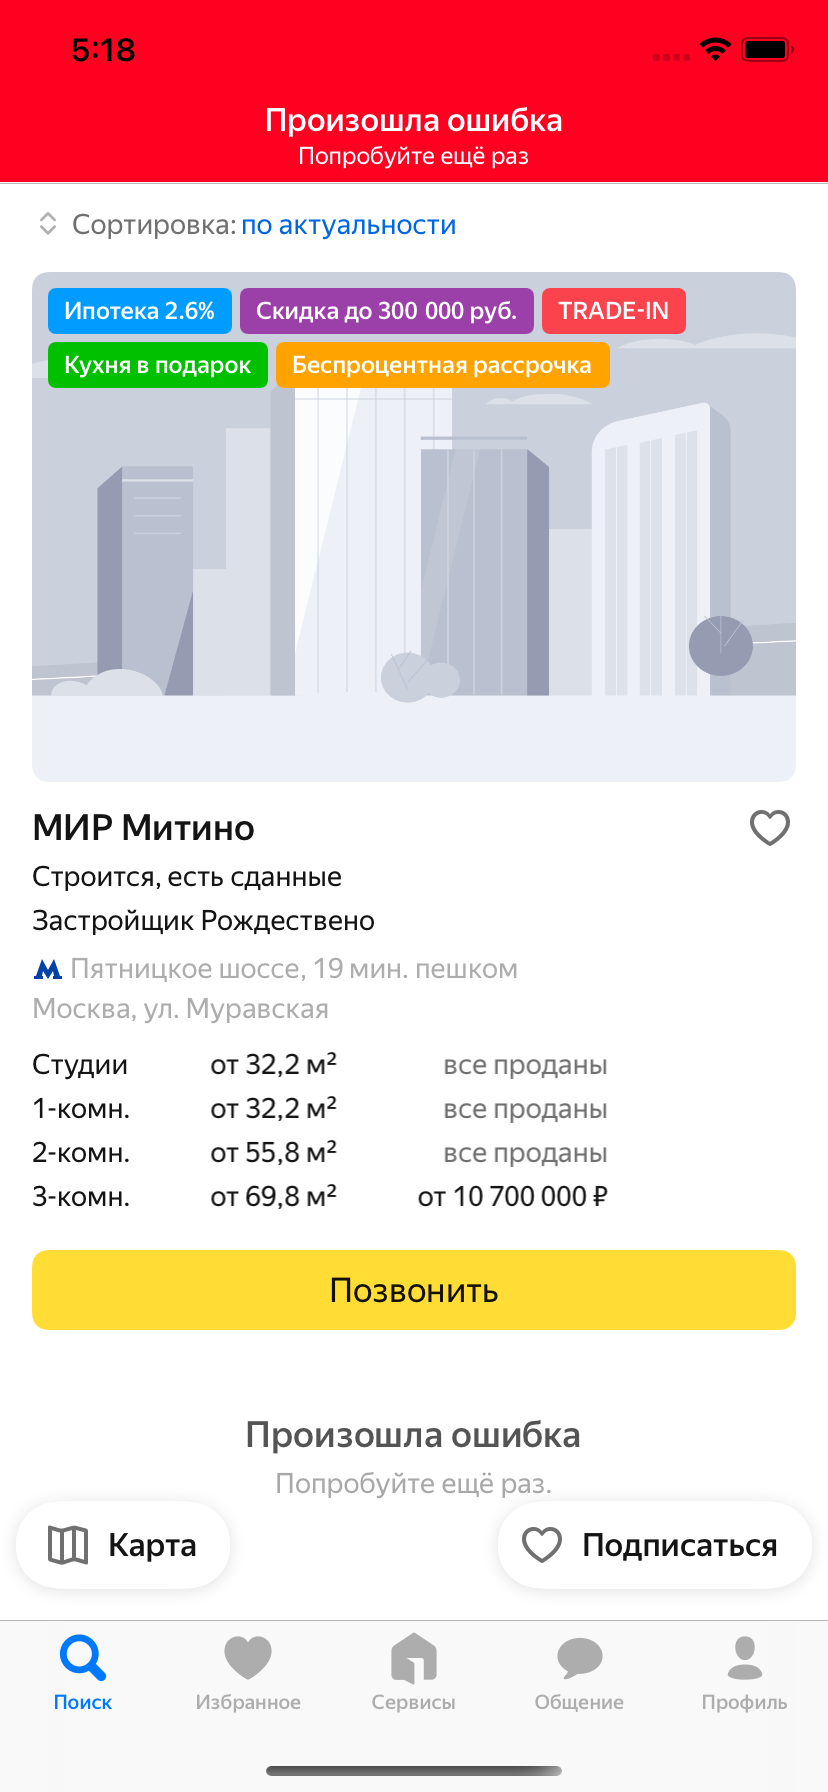 5:18
Произошла ошибка
Попробуйте ещё раз
Сортировка: по актуальности
Ипотека 2.6% Скидка до 300 000 руб. TRADE-IN
Кухня в подарок Беспроцентная рассрочка
МИР Митино
Строится, есть сданные
Застройщик Рождествено
Пятницкое шоссе, 19 мин. пешком
Москва, ул. Муравская
Студии от 32,2 м² все проданы
1-комн. от 32,2 м² все проданы
2-комн. от 55,8 м² все проданы
3-комн. от 69,8 м² от 10 700 000 ₽
Позвонить
Произошла ошибка
Попробуйте ещё раз.
Карта Подписаться
Поиск Избранное Сервисы Общение Профиль